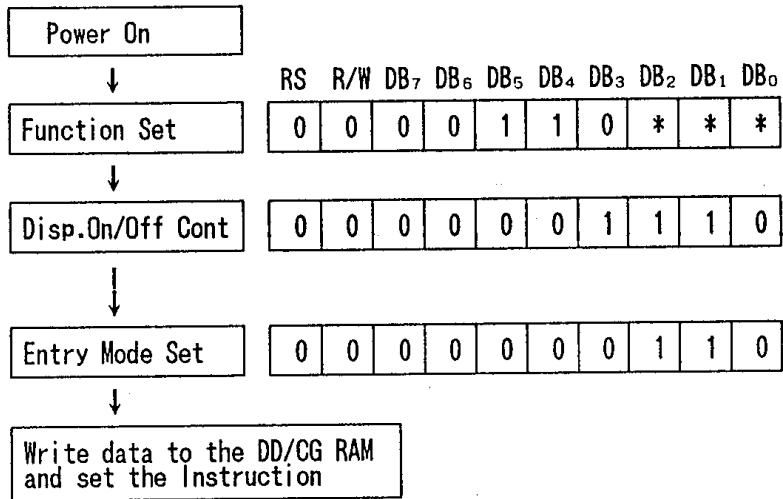 Power On
RS R/W DB₇ DB₆ DB₅ DB₄ DB₃ DB₂ DB₁ DB₀
Function Set 0 0 0 0 1 1 0 * * *
Disp.On/Off Cont 0 0 0 0 0 0 1 1 1 0
Entry Mode Set 0 0 0 0 0 0 0 1 1 0
Write data to the DD/CG RAM
and set the Instruction